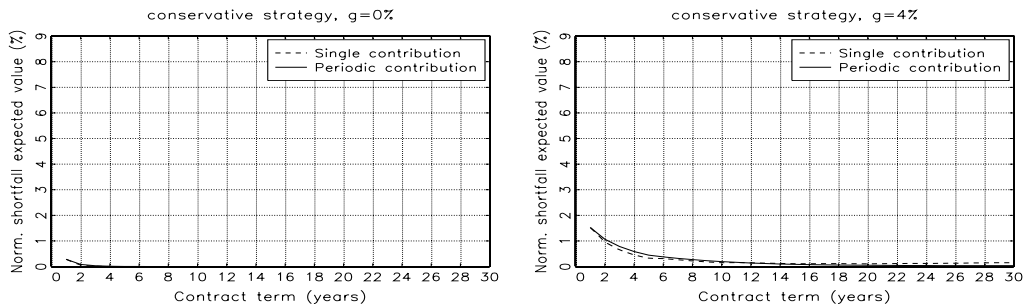 conservative strategy, g=0%
Norm. shortfall expected value (%)
9
8
7
6
5
4
3
2
1
0
Single contribution
Periodic contribution
0 2 4 6 8 10 12 14 16 18 20 22 24 26 28 30
Contract term (years)
conservative strategy, g=4%
Norm. shortfall expected value (%)
9
8
7
6
5
4
3
2
1
0
Single contribution
Periodic contribution
0 2 4 6 8 10 12 14 16 18 20 22 24 26 28 30
Contract term (years)